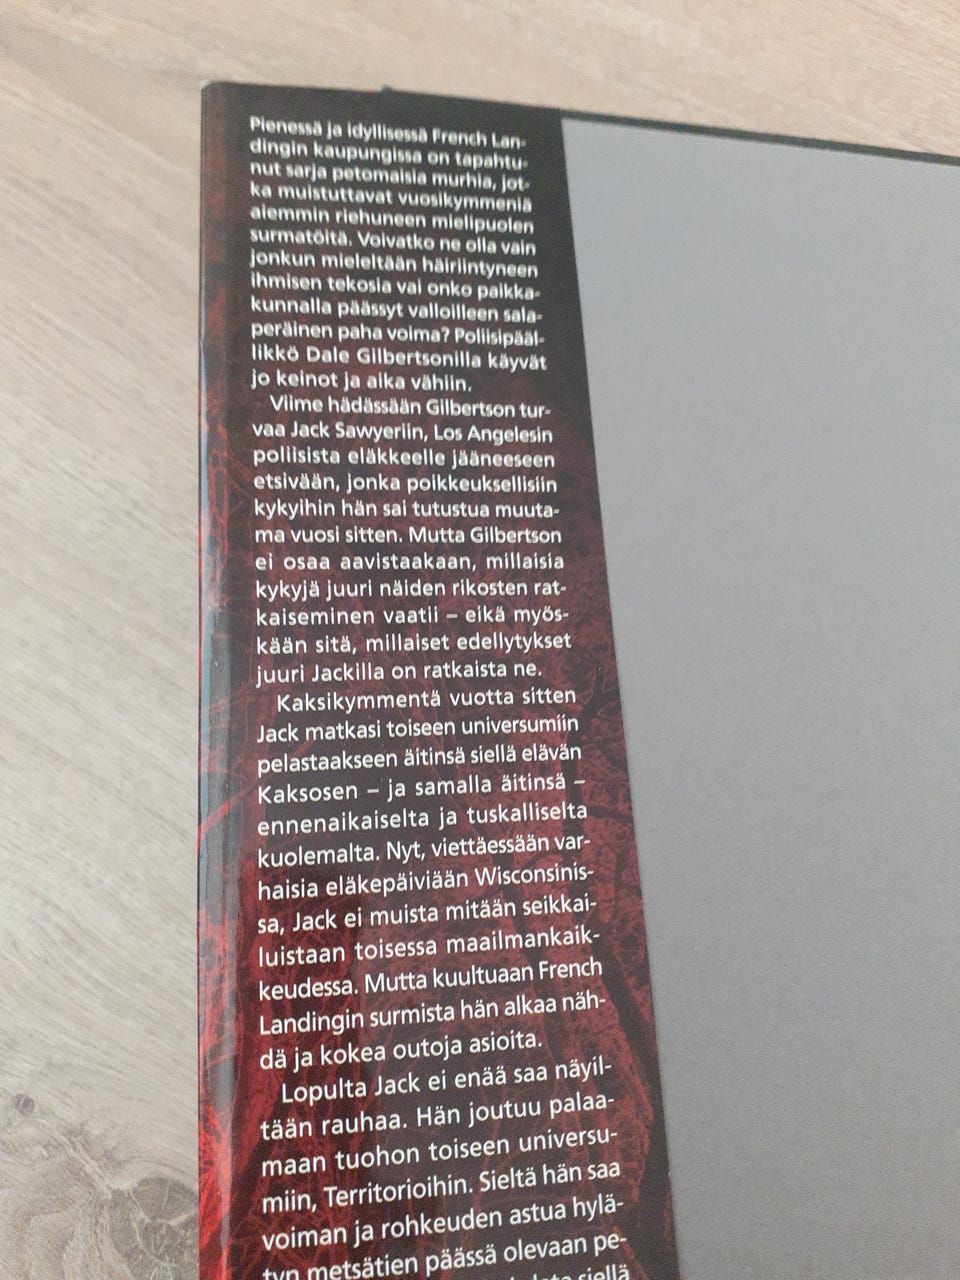 Pienessä ja idyllisessä French Lan-
dingin kaupungissa on tapahtu-
nut sarja petomaisia murhia, jot-
ka muistuttavat vuosikymmeniä
aiemmin riehuneen mielipuolen
surmatöitä. Voivatko ne olla vain
jonkun mieleltään häiriintyneen
ihmisen tekosia vai onko paikka-
kunnalla päässyt valloilleen sala-
peräinen paha voima? Poliisipääl-
likkö Dale Gilbertsonilla käyvät
jo keinot ja aika vähiin.
Viime hädässään Gilbertson tur-
vaa Jack Sawyeriin, Los Angelesin
poliisista eläkkeelle jääneeseen
etsivään, jonka poikkeuksellisiin
kykyihin hän sai tutustua muuta-
ma vuosi sitten. Mutta Gilbertson
ei osaa aavistaakaan, millaisia
kykyjä juuri näiden rikosten rat-
kaiseminen vaatii – eikä myös-
kään sitä, millaiset edellytykset
juuri Jackilla on ratkaista ne.
Kaksikymmentä vuotta sitten
Jack matkasi toiseen universumiin
pelastaakseen äitinsä siellä elävän
Kaksosen – ja samalla äitinsä –
ennenaikaiselta ja tuskalliselta
kuolemalta. Nyt, viettäessään var-
haisia eläkepäiviään Wisconsinis-
sa, Jack ei muista mitään seikkai-
luistaan toisessa maailmankaik-
keudessa. Mutta kuultuaan French
Landingin surmista hän alkaa näh-
dä ja kokea outoja asioita.
Lopulta Jack ei enää saa näyil-
tään rauhaa. Hän joutuu palaa-
maan tuohon toiseen universu-
miin, Territorioihin. Sieltä hän saa
voiman ja rohkeuden astua hylä-
tyn metsätien päässä olevaan pe-
siellä